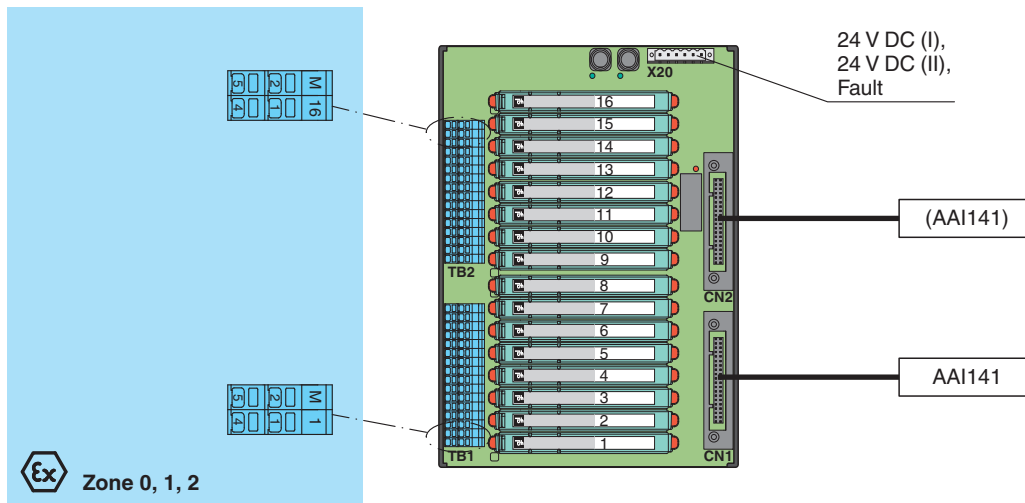 24 V DC (I),
24 V DC (II),
Fault
X20
5 2 M
4 1 16
16
15
14
13
12
11
10
9
8
7
6
5
4
3
2
1
TB2
TB1
(AAI141)
CN2
AAI141
CN1
5 2 M
4 1 1
Ex
Zone 0, 1, 2